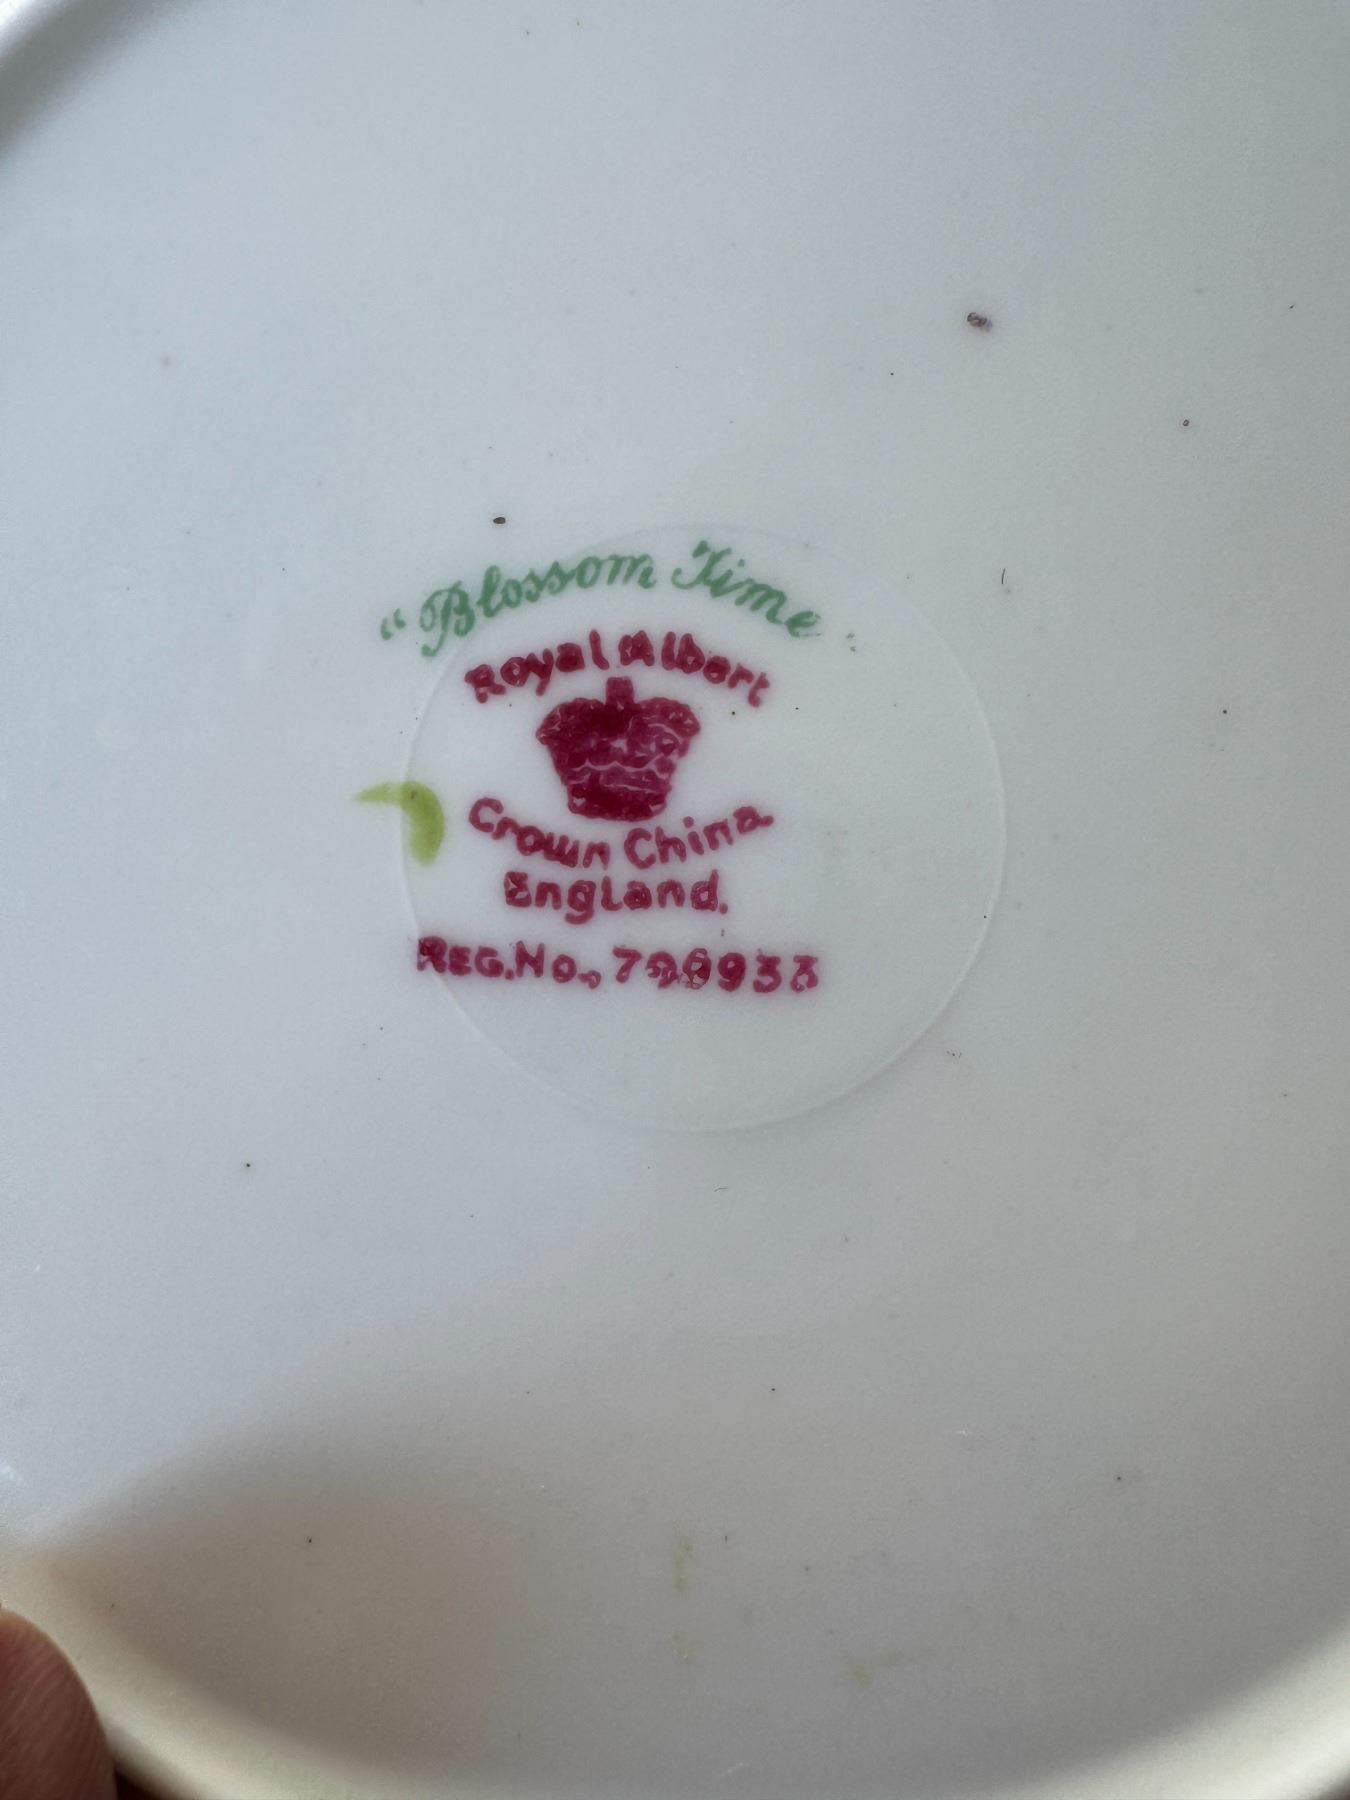 "Blossom Time
Royal Albert
Crown China
England.
REG.No.